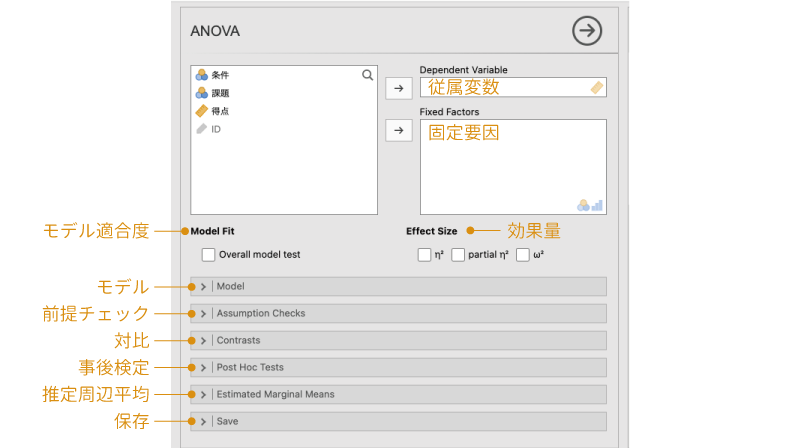 ANOVA
条件
課題
得点
ID
Dependent Variable
従属変数
Fixed Factors
固定要因
モデル適合度
Model Fit
Effect Size
効果量
Overall model test
η²
partial η²
ω²
モデル
Model
前提チェック
Assumption Checks
対比
Contrasts
事後検定
Post Hoc Tests
推定周辺平均
Estimated Marginal Means
保存
Save